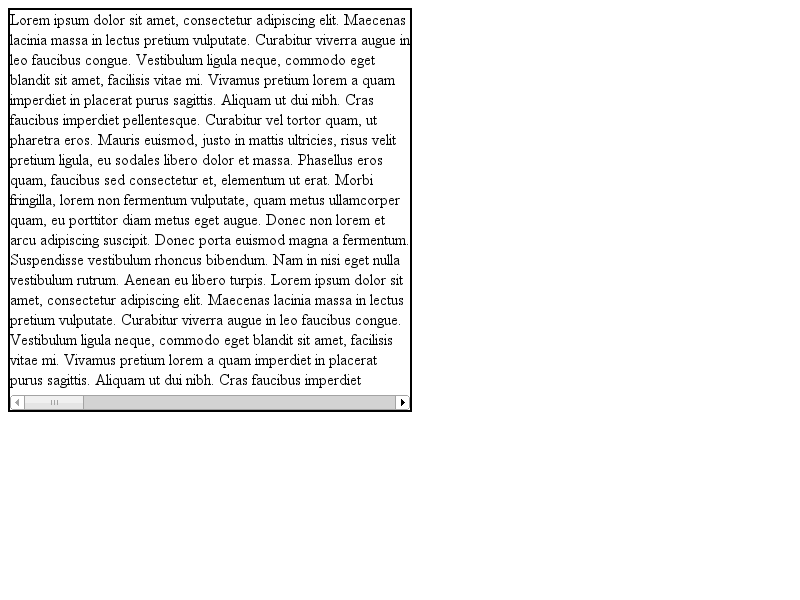 Lorem ipsum dolor sit amet, consectetur adipiscing elit. Maecenas
lacinia massa in lectus pretium vulputate. Curabitur viverra augue in
leo faucibus congue. Vestibulum ligula neque, commodo eget
blandit sit amet, facilisis vitae mi. Vivamus pretium lorem a quam
imperdiet in placerat purus sagittis. Aliquam ut dui nibh. Cras
faucibus imperdiet pellentesque. Curabitur vel tortor quam, ut
pharetra eros. Mauris euismod, justo in mattis ultricies, risus velit
pretium ligula, eu sodales libero dolor et massa. Phasellus eros
quam, faucibus sed consectetur et, elementum ut erat. Morbi
fringilla, lorem non fermentum vulputate, quam metus ullamcorper
quam, eu porttitor diam metus eget augue. Donec non lorem et
arcu adipiscing suscipit. Donec porta euismod magna a fermentum.
Suspendisse vestibulum rhoncus bibendum. Nam in nisi eget nulla
vestibulum rutrum. Aenean eu libero turpis. Lorem ipsum dolor sit
amet, consectetur adipiscing elit. Maecenas lacinia massa in lectus
pretium vulputate. Curabitur viverra augue in leo faucibus congue.
Vestibulum ligula neque, commodo eget blandit sit amet, facilisis
vitae mi. Vivamus pretium lorem a quam imperdiet in placerat
purus sagittis. Aliquam ut dui nibh. Cras faucibus imperdiet